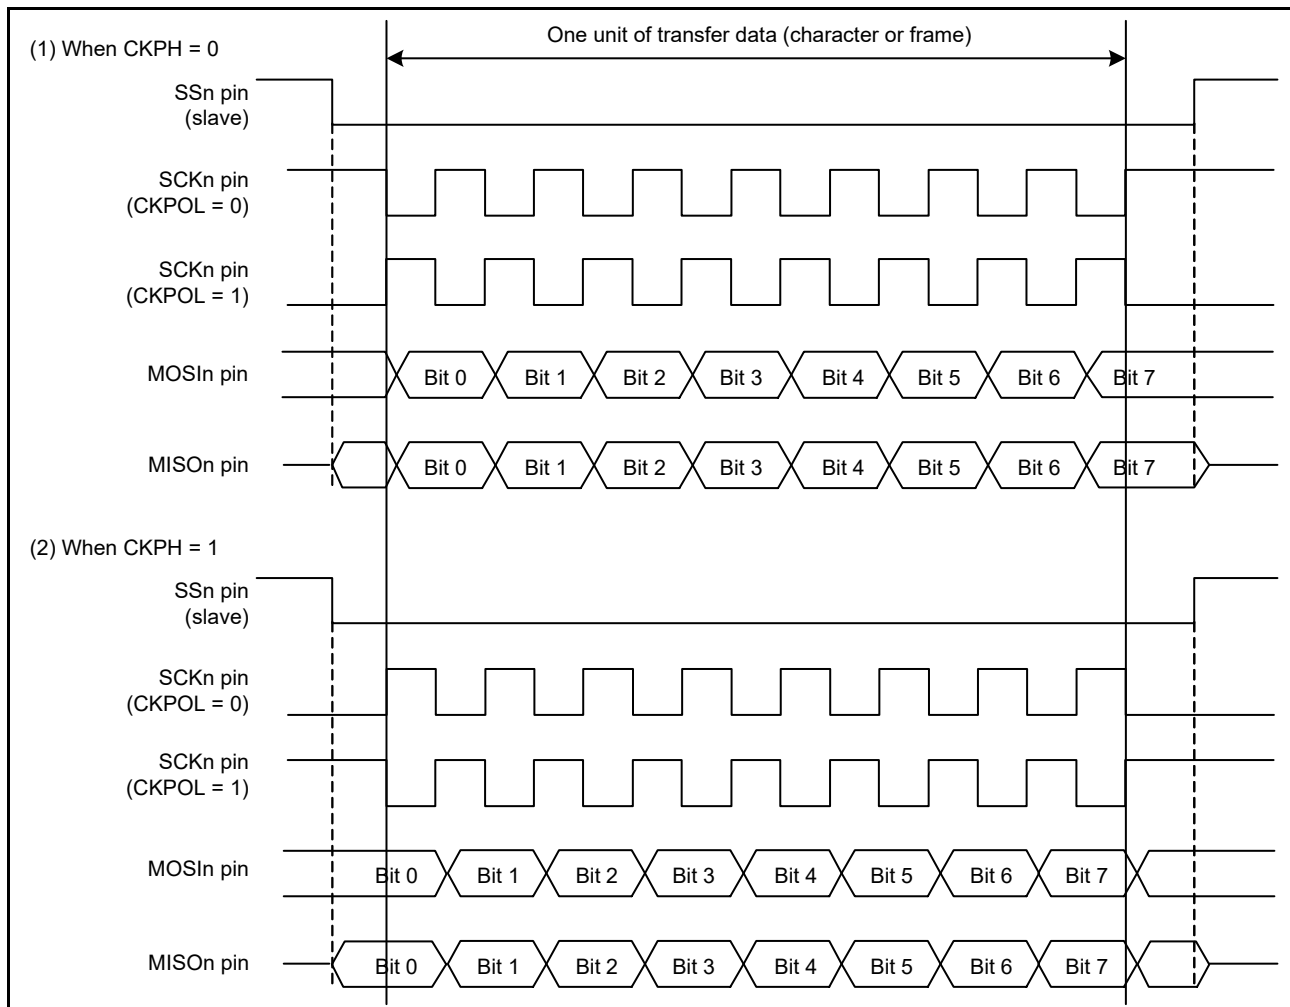 (1) When CKPH = 0
One unit of transfer data (character or frame)
SSn pin
(slave)
SCKn pin
(CKPOL = 0)
SCKn pin
(CKPOL = 1)
MOSIn pin
Bit 0 Bit 1 Bit 2 Bit 3 Bit 4 Bit 5 Bit 6 Bit 7
MISOn pin
Bit 0 Bit 1 Bit 2 Bit 3 Bit 4 Bit 5 Bit 6 Bit 7
(2) When CKPH = 1
SSn pin
(slave)
SCKn pin
(CKPOL = 0)
SCKn pin
(CKPOL = 1)
MOSIn pin
Bit 0 Bit 1 Bit 2 Bit 3 Bit 4 Bit 5 Bit 6 Bit 7
MISOn pin
Bit 0 Bit 1 Bit 2 Bit 3 Bit 4 Bit 5 Bit 6 Bit 7